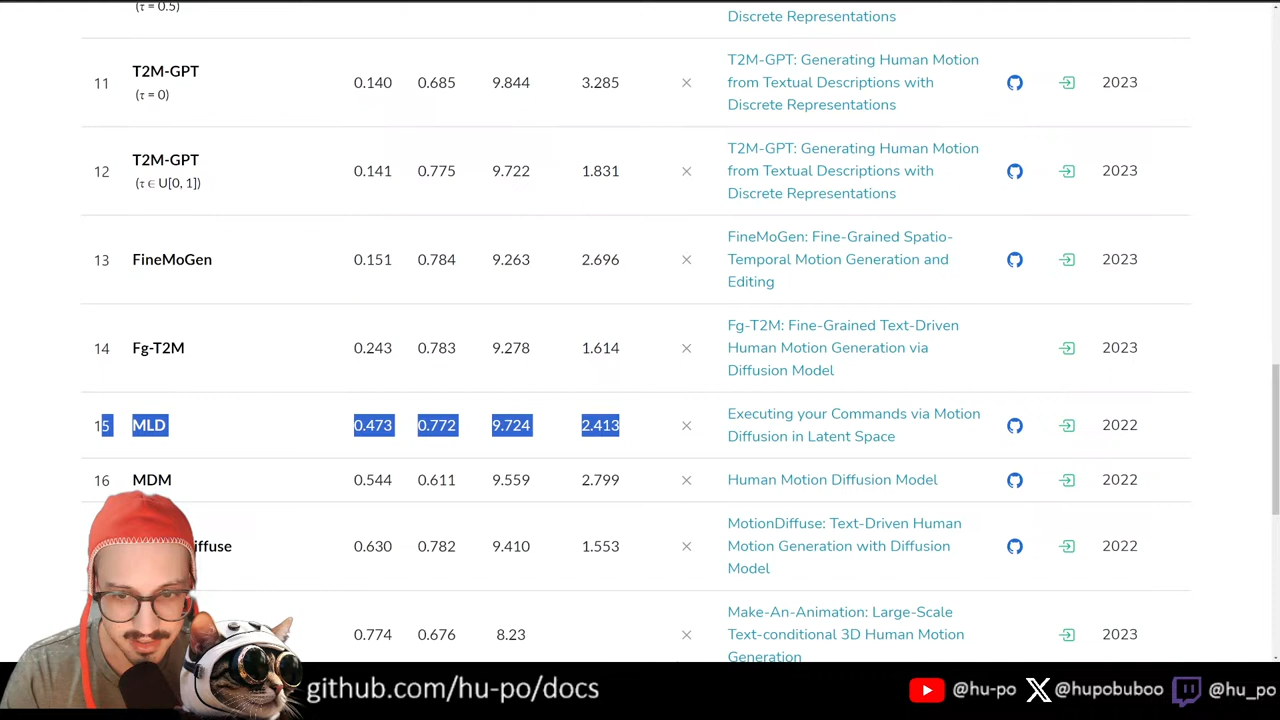 (τ = 0.5)
Discrete Representations
11 T2M-GPT 0.140 0.685 9.844 3.285 × T2M-GPT: Generating Human Motion 2023
(τ = 0) from Textual Descriptions with
Discrete Representations
12 T2M-GPT 0.141 0.775 9.722 1.831 × T2M-GPT: Generating Human Motion 2023
(τ ∈ U[0, 1]) from Textual Descriptions with
Discrete Representations
13 FineMoGen 0.151 0.784 9.263 2.696 × FineMoGen: Fine-Grained Spatio- 2023
Temporal Motion Generation and
Editing
14 Fg-T2M 0.243 0.783 9.278 1.614 × Fg-T2M: Fine-Grained Text-Driven 2023
Human Motion Generation via
Diffusion Model
15 MLD 0.473 0.772 9.724 2.413 × Executing your Commands via Motion 2022
Diffusion in Latent Space
16 MDM 0.544 0.611 9.559 2.799 × Human Motion Diffusion Model 2022
iffuse 0.630 0.782 9.410 1.553 × MotionDiffuse: Text-Driven Human 2022
Motion Generation with Diffusion
Model
0.774 0.676 8.23 × Make-An-Animation: Large-Scale 2023
Text-conditional 3D Human Motion
Generation
github.com/hu-po/docs @hu-po @hupobuboo @hu_po